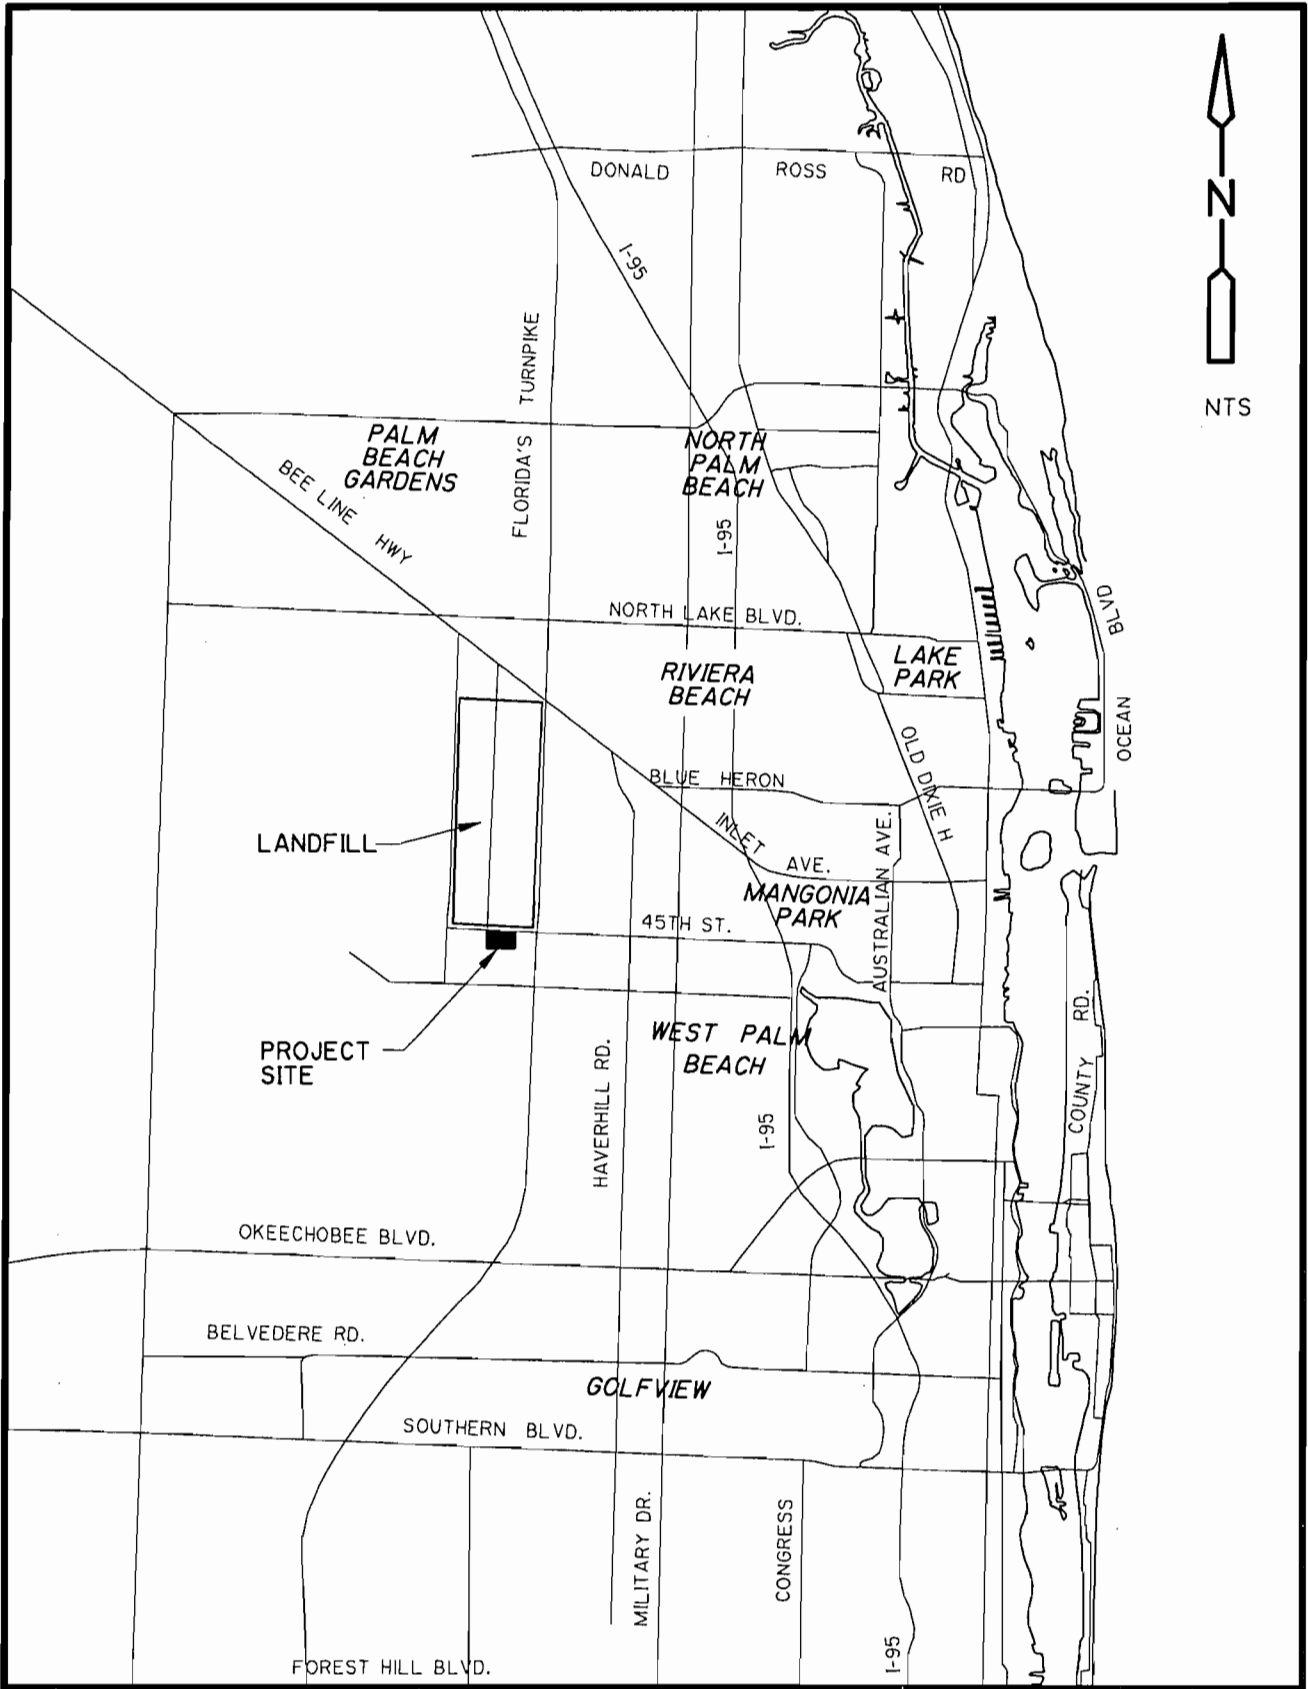 DONALD ROSS RD
I-95
N
NTS
FLORIDA'S TURNPIKE
PALM
BEACH
GARDENS
NORTH
PALM
BEACH
BEE LINE HWY
I-95
BLVD
NORTH LAKE BLVD.
LAKE
PARK
RIVIERA
BEACH
OCEAN
OLD DIXIE H
BLUE HERON
INLET AVE.
LANDFILL
AUSTRALIAN AVE.
MANGONIA
PARK
45TH ST.
PROJECT
SITE
WEST PALM
BEACH
COUNTY RD.
HAVERHILL RD.
I-95
OKEECHOBEE BLVD.
BELVEDERE RD.
GOLFVIEW
SOUTHERN BLVD.
MILITARY DR.
CONGRESS
I-95
FOREST HILL BLVD.